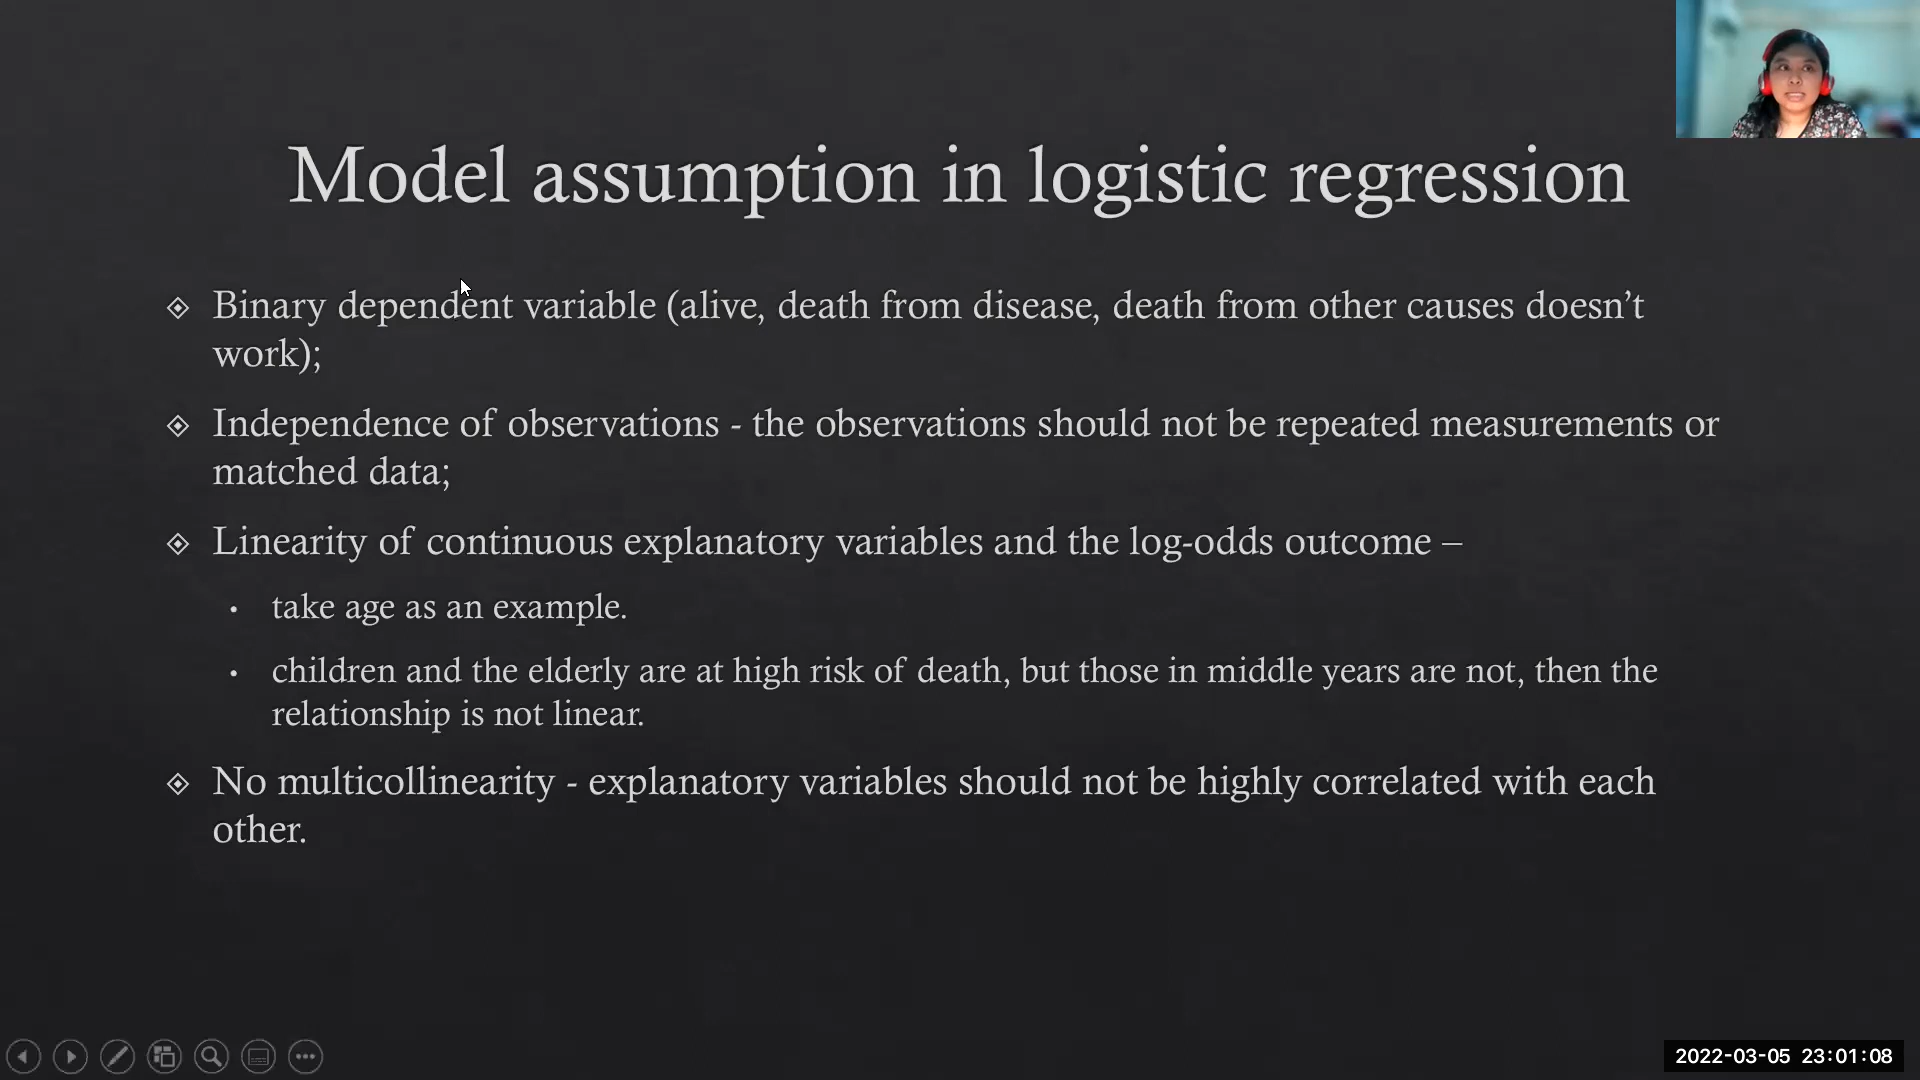 Model assumption in logistic regression
Binary dependent variable (alive, death from disease, death from other causes doesn’t
work);
Independence of observations - the observations should not be repeated measurements or
matched data;
Linearity of continuous explanatory variables and the log-odds outcome –
take age as an example.
children and the elderly are at high risk of death, but those in middle years are not, then the
relationship is not linear.
No multicollinearity - explanatory variables should not be highly correlated with each
other.
2022-03-05 23:01:08